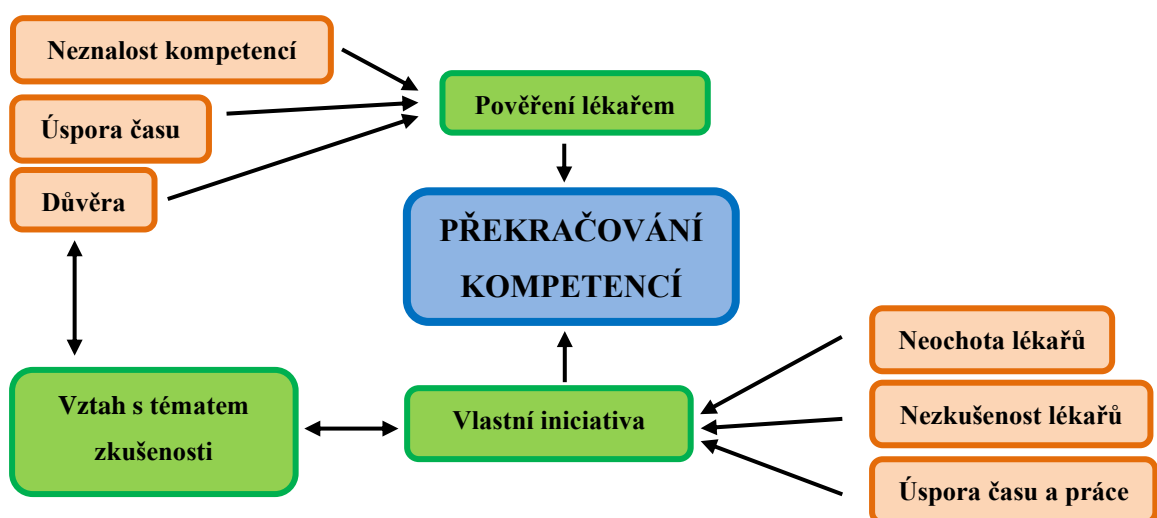 Neznalost kompetencí
Úspora času
Důvěra
Pověření lékařem
PŘEKRAČOVÁNÍ
KOMPETENCÍ
Vztah s tématem
zkušenosti
Vlastní iniciativa
Neochota lékařů
Nezkušenost lékařů
Úspora času a práce